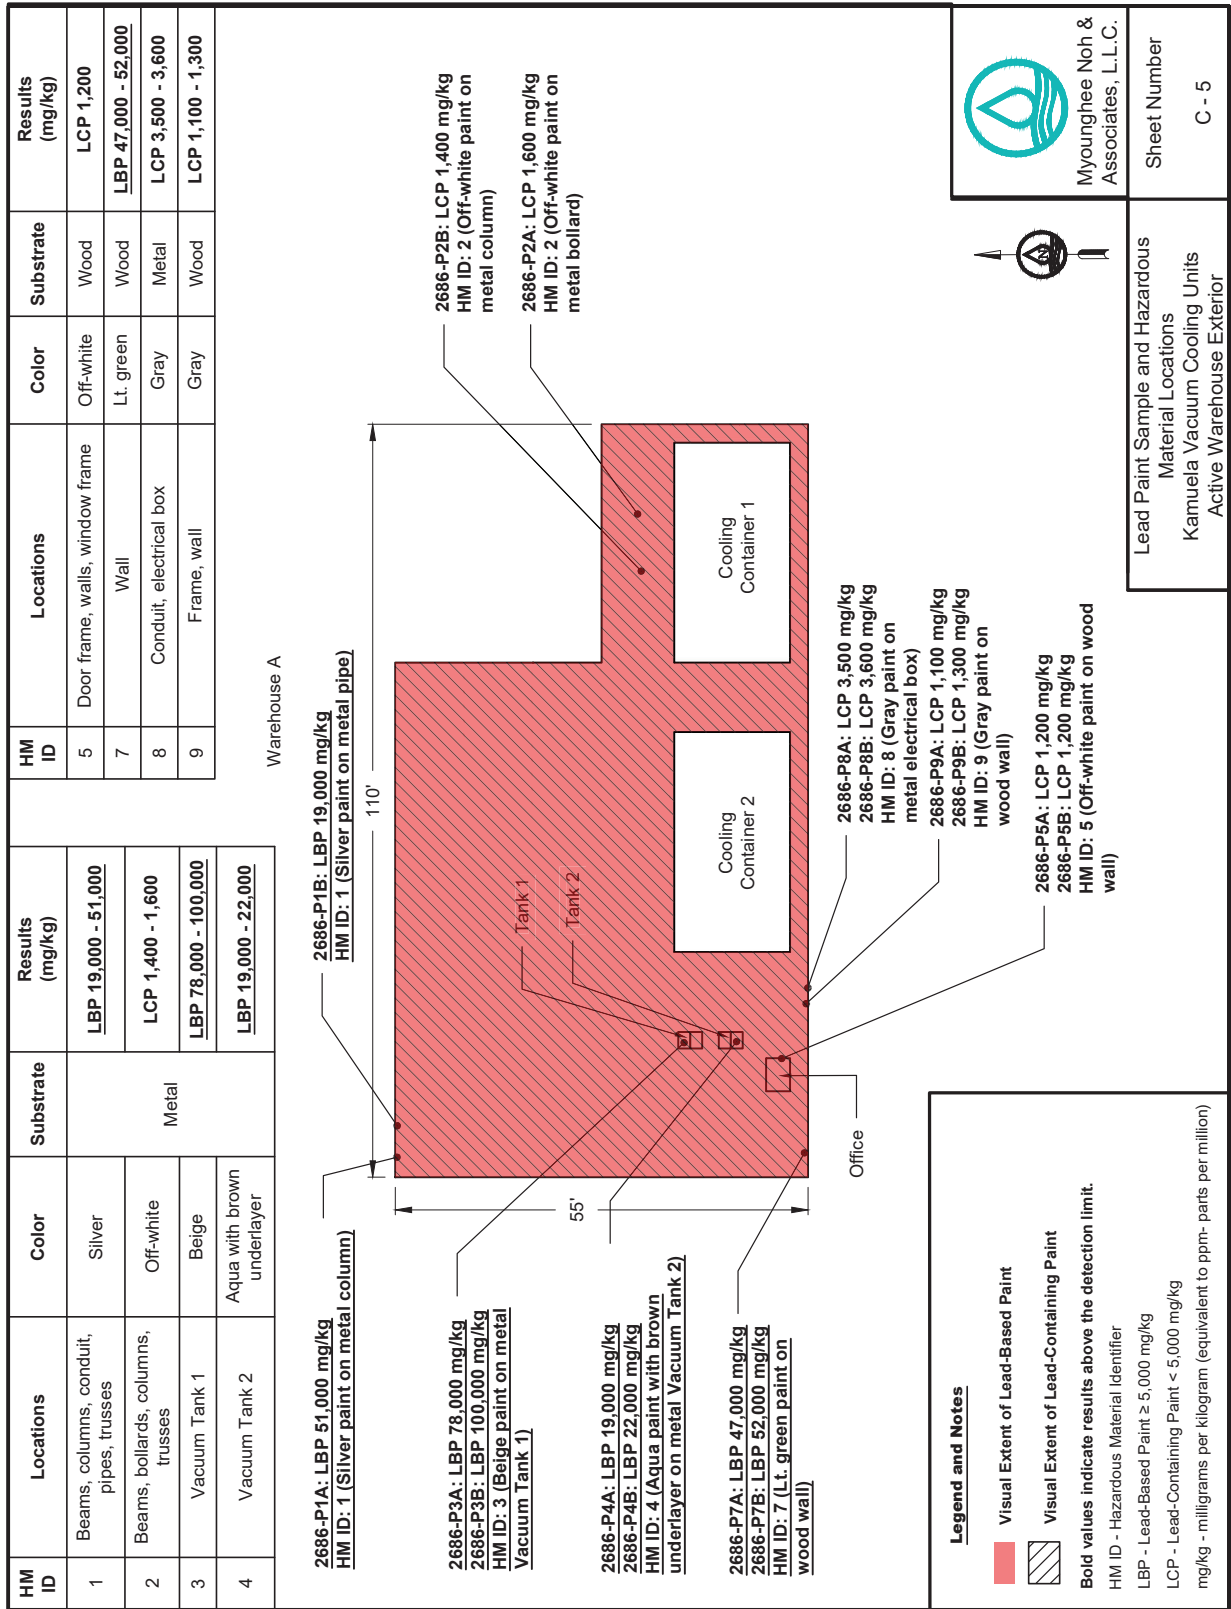 HM ID
Locations
Color
Substrate
Results (mg/kg)
1
Beams, columns, conduit,
pipes, trusses
Silver
Metal
LBP 19,000 - 51,000
2
Beams, bollards, columns,
trusses
Off-white
LCP 1,400 - 1,600
3
Vacuum Tank 1
Beige
LBP 78,000 - 100,000
4
Vacuum Tank 2
Aqua with brown
underlayer
LBP 19,000 - 22,000
HM ID
Locations
Color
Substrate
Results (mg/kg)
5
Door frame, walls, window frame
Off-white
Wood
LCP 1,200
7
Wall
Lt. green
Wood
LBP 47,000 - 52,000
8
Conduit, electrical box
Gray
Metal
LCP 3,500 - 3,600
9
Frame, wall
Gray
Wood
LCP 1,100 - 1,300
Warehouse A
2686-P1A: LBP 51,000 mg/kg
HM ID: 1 (Silver paint on metal column)
2686-P1B: LBP 19,000 mg/kg
HM ID: 1 (Silver paint on metal pipe)
110'
2686-P2B: LCP 1,400 mg/kg
HM ID: 2 (Off-white paint on
metal column)
2686-P2A: LCP 1,600 mg/kg
HM ID: 2 (Off-white paint on
metal bollard)
2686-P3A: LBP 78,000 mg/kg
2686-P3B: LBP 100,000 mg/kg
HM ID: 3 (Beige paint on metal
Vacuum Tank 1)
55'
Tank 1
Tank 2
2686-P4A: LBP 19,000 mg/kg
2686-P4B: LBP 22,000 mg/kg
HM ID: 4 (Aqua paint with brown
underlayer on metal Vacuum Tank 2)
Cooling
Container 2
Cooling
Container 1
2686-P7A: LBP 47,000 mg/kg
2686-P7B: LBP 52,000 mg/kg
HM ID: 7 (Lt. green paint on
wood wall)
Office
2686-P8A: LCP 3,500 mg/kg
2686-P8B: LCP 3,600 mg/kg
HM ID: 8 (Gray paint on
metal electrical box)
2686-P9A: LCP 1,100 mg/kg
2686-P9B: LCP 1,300 mg/kg
HM ID: 9 (Gray paint on
wood wall)
2686-P5A: LCP 1,200 mg/kg
2686-P5B: LCP 1,200 mg/kg
HM ID: 5 (Off-white paint on wood
wall)
Legend and Notes
Visual Extent of Lead-Based Paint
Visual Extent of Lead-Containing Paint
Bold values indicate results above the detection limit.
HM ID - Hazardous Material Identifier
LBP - Lead-Based Paint ≥ 5,000 mg/kg
LCP - Lead-Containing Paint < 5,000 mg/kg
mg/kg - milligrams per kilogram (equivalent to ppm- parts per million)
N
Lead Paint Sample and Hazardous
Material Locations
Kamuela Vacuum Cooling Units
Active Warehouse Exterior
Myounghee Noh &
Associates, L.L.C.
Sheet Number
C - 5